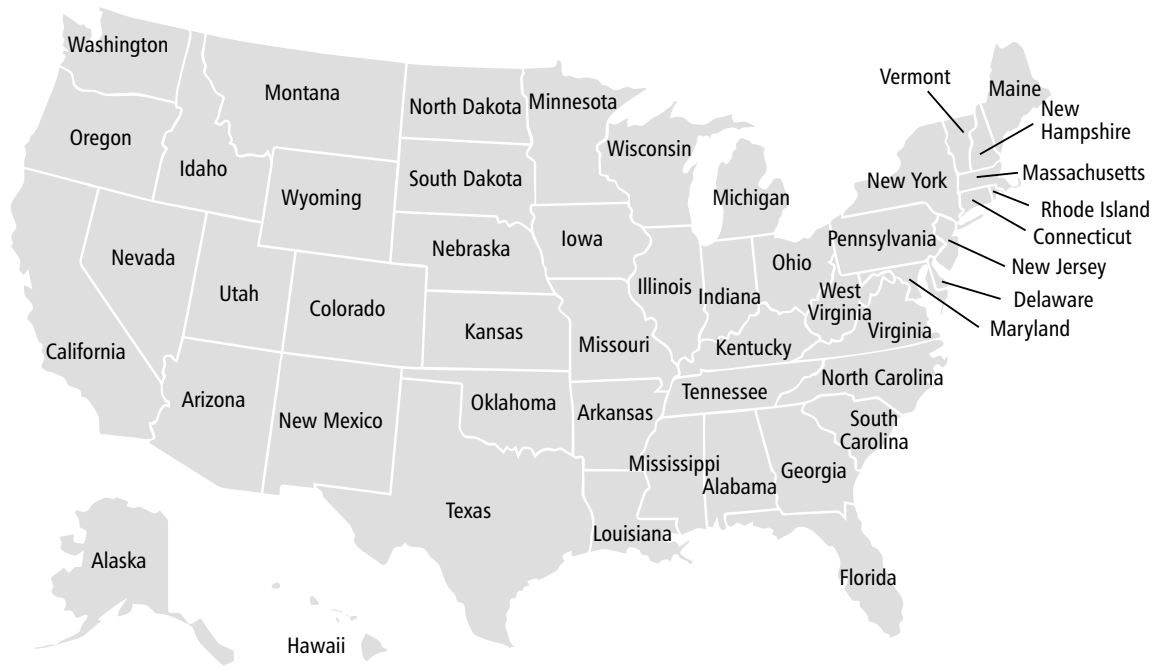 Washington
Montana
North Dakota
Minnesota
Vermont
Maine
New
Hampshire
Oregon
Idaho
Wyoming
South Dakota
Wisconsin
Michigan
New York
Massachusetts
Rhode Island
Connecticut
Nevada
Utah
Colorado
Nebraska
Iowa
Illinois
Indiana
Ohio
Pennsylvania
New Jersey
West
Virginia
Delaware
Maryland
Virginia
California
Kansas
Missouri
Kentucky
Arizona
New Mexico
Oklahoma
Arkansas
Tennessee
North Carolina
South
Carolina
Mississippi
Alabama
Georgia
Texas
Louisiana
Florida
Alaska
Hawaii